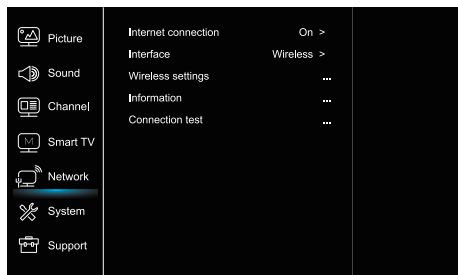 Picture
Sound
Channel
M
Smart TV
Network
System
Support
Internet connection On >
Interface Wireless >
Wireless settings ...
Information ...
Connection test ...